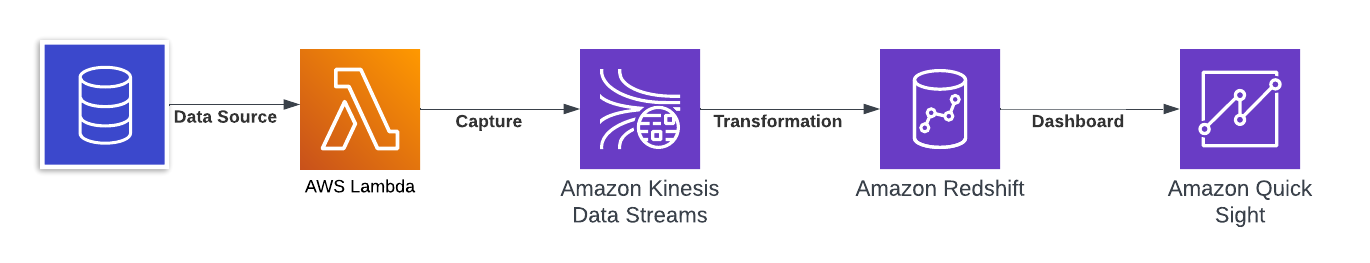 Data Source
AWS Lambda
Capture
Amazon Kinesis
Data Streams
Transformation
Amazon Redshift
Dashboard
Amazon Quick
Sight